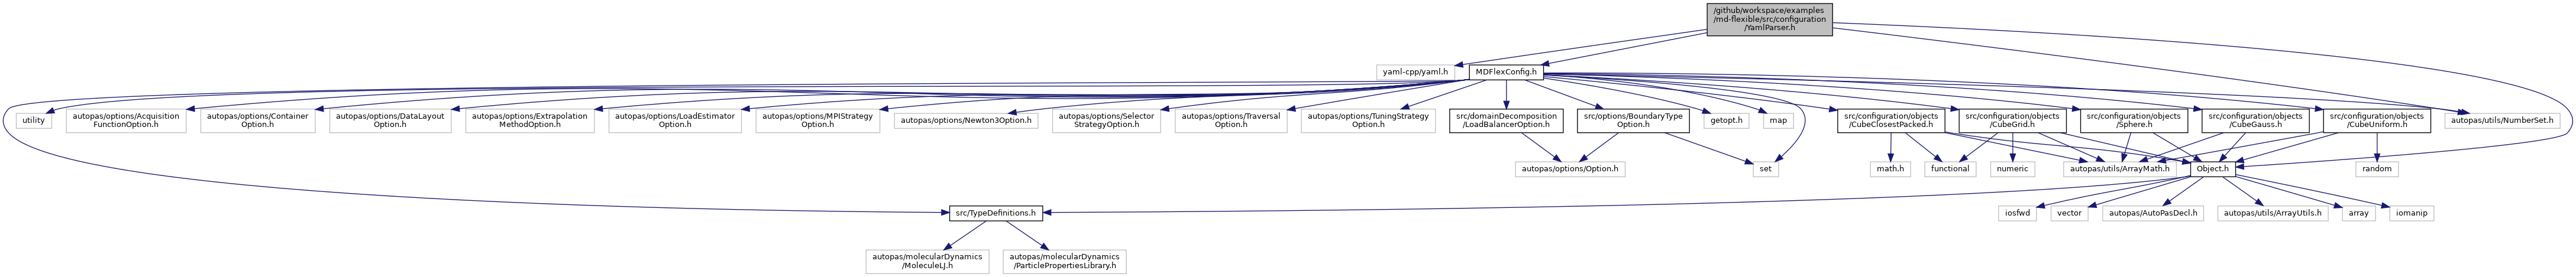 /github/workspace/examples
/md-flexible/src/configuration
/YamlParser.h
yaml-cpp/yaml.h
MDFlexConfig.h
utility
autopas/options/Acquisition
FunctionOption.h
autopas/options/Container
Option.h
autopas/options/DataLayout
Option.h
autopas/options/Extrapolation
MethodOption.h
autopas/options/LoadEstimator
Option.h
autopas/options/MPIStrategy
Option.h
autopas/options/Newton3Option.h
autopas/options/Selector
StrategyOption.h
autopas/options/Traversal
Option.h
autopas/options/TuningStrategy
Option.h
src/domainDecomposition
/LoadBalancerOption.h
src/options/BoundaryType
Option.h
getopt.h
map
src/configuration/objects
/CubeClosestPacked.h
src/configuration/objects
/CubeGrid.h
src/configuration/objects
/Sphere.h
src/configuration/objects
/CubeGauss.h
src/configuration/objects
/CubeUniform.h
autopas/utils/NumberSet.h
autopas/options/Option.h
set
math.h
functional
numeric
autopas/utils/ArrayMath.h
Object.h
random
src/TypeDefinitions.h
iosfwd
vector
autopas/AutoPasDecl.h
autopas/utils/ArrayUtils.h
array
iomanip
autopas/molecularDynamics
/MoleculeLJ.h
autopas/molecularDynamics
/ParticlePropertiesLibrary.h